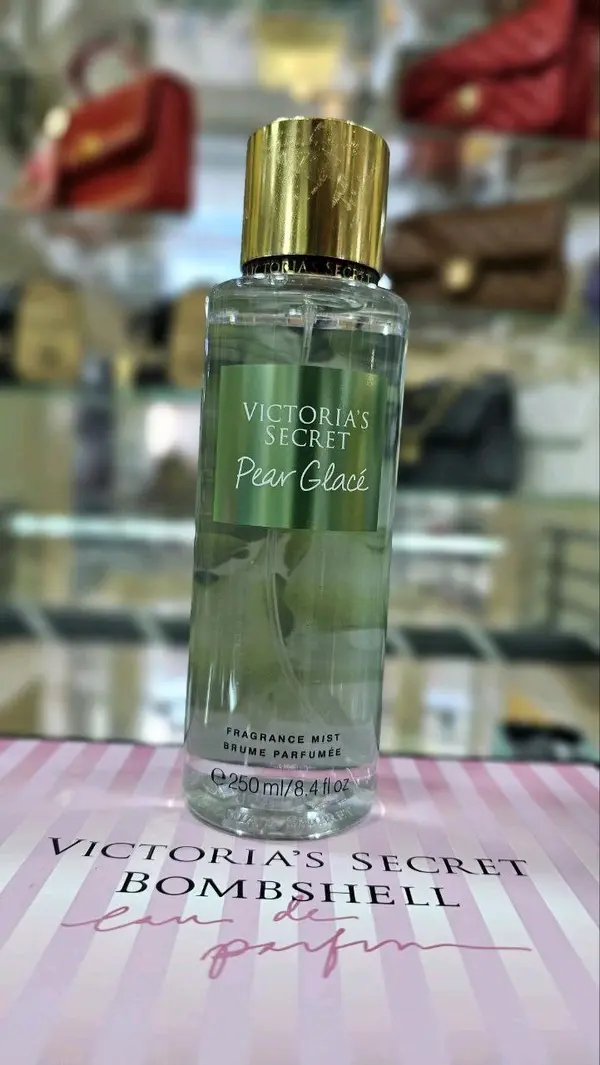 VICTORIA'S SECRET
VICTORIA'S
SECRET
Pear Glacé
FRAGRANCE MIST
BRUME PARFUMÉE
℮ 250 ml/8.4 fl oz
VICTORIA'S SECRET
BOMBSHELL
eau de
parfum